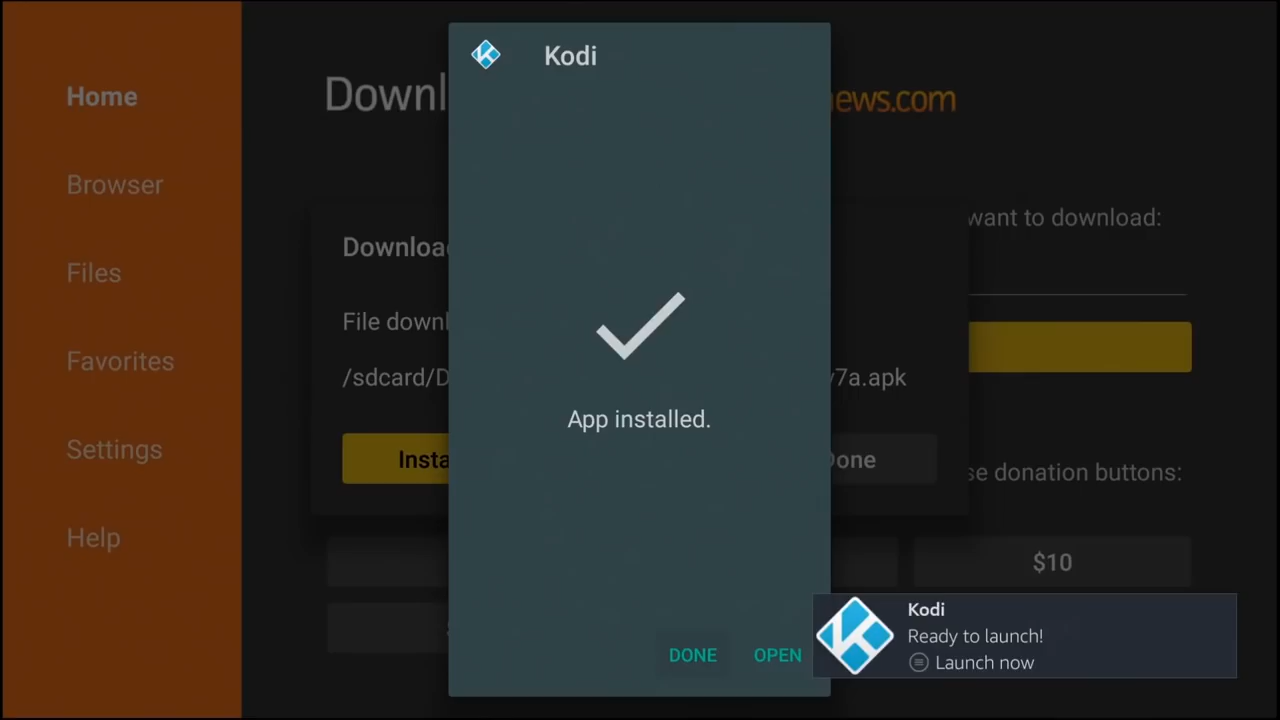 Kodi
Home
Browser
Files
Favorites
Settings
Help
Downl
news.com
want to download:
Downloa
File downl
/sdcard/D
v7a.apk
Insta
Done
App installed.
se donation buttons:
$10
DONE
OPEN
Kodi
Ready to launch!
Launch now